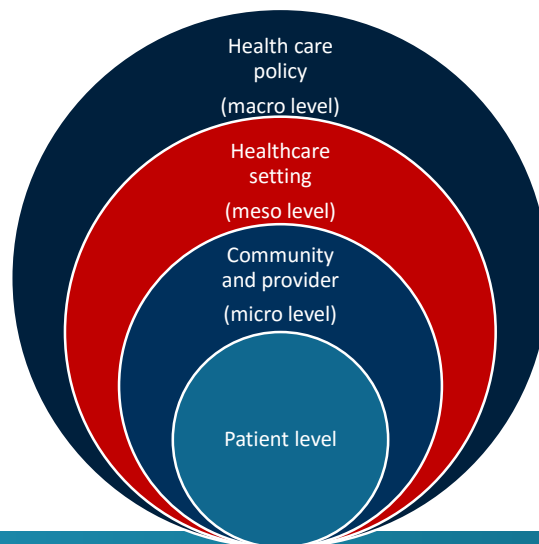 Health care
policy
(macro level)
Healthcare
setting
(meso level)
Community
and provider
(micro level)
Patient level